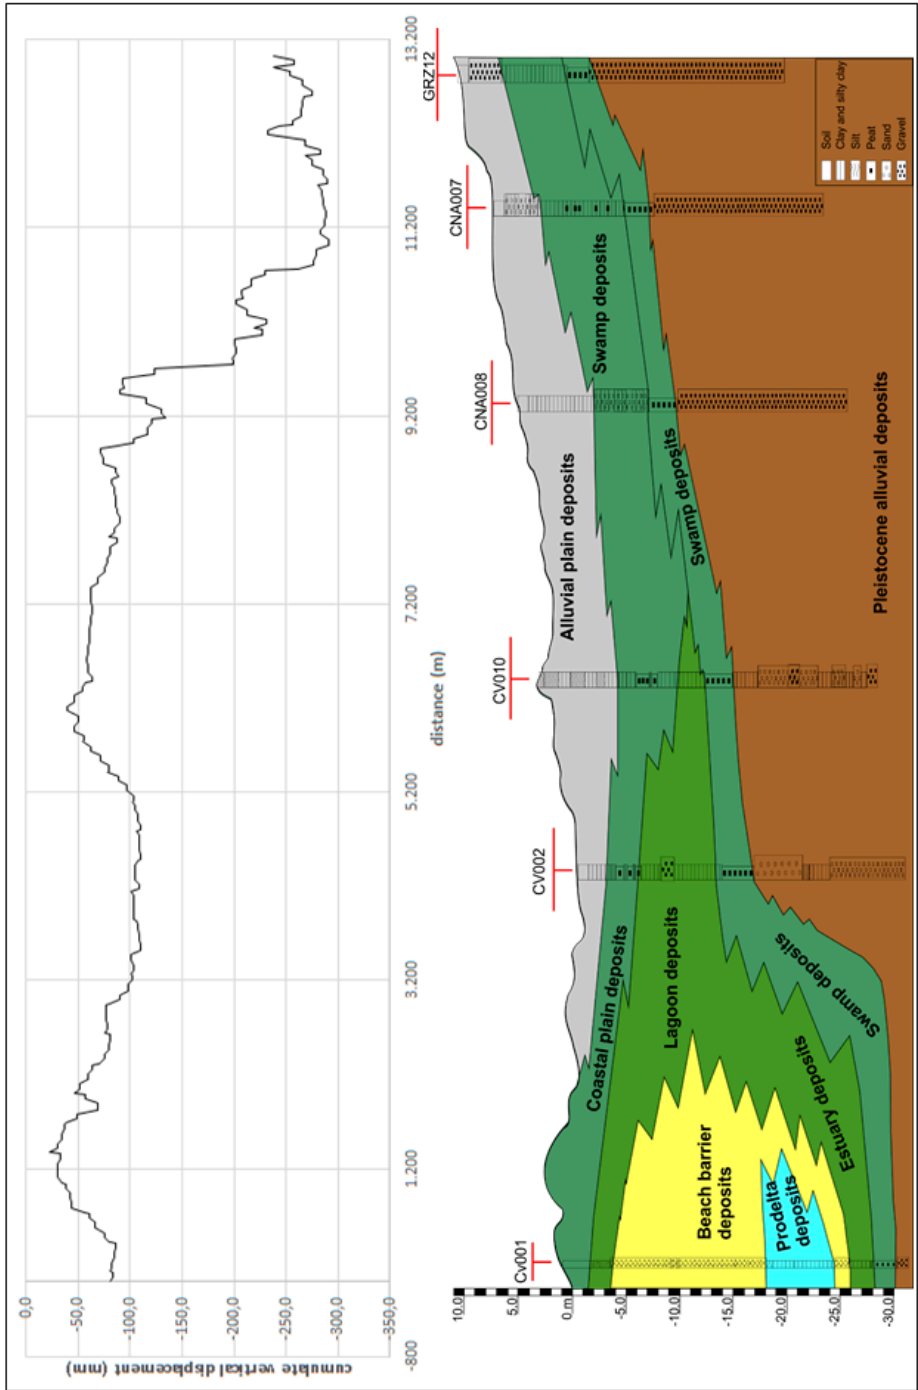 0,0
-50,0
-100,0
-150,0
-200,0
-250,0
-300,0
-350,0
cumulate vertical displacement (mm)
-800
1.200
3.200
5.200
7.200
9.200
11.200
13.200
distance (m)
Cv001
CV002
CV010
CNA008
CNA007
GRZ12
10.0
5.0
0 m
-5.0
-10.0
-15.0
-20.0
-25.0
-30.0
Alluvial plain deposits
Coastal plain deposits
Swamp deposits
Lagoon deposits
Swamp deposits
Beach barrier
deposits
Prodelta
deposits
Estuary deposits
Swamp deposits
Pleistocene alluvial deposits
Soil
Clay and silty clay
Silt
Peat
Sand
Gravel